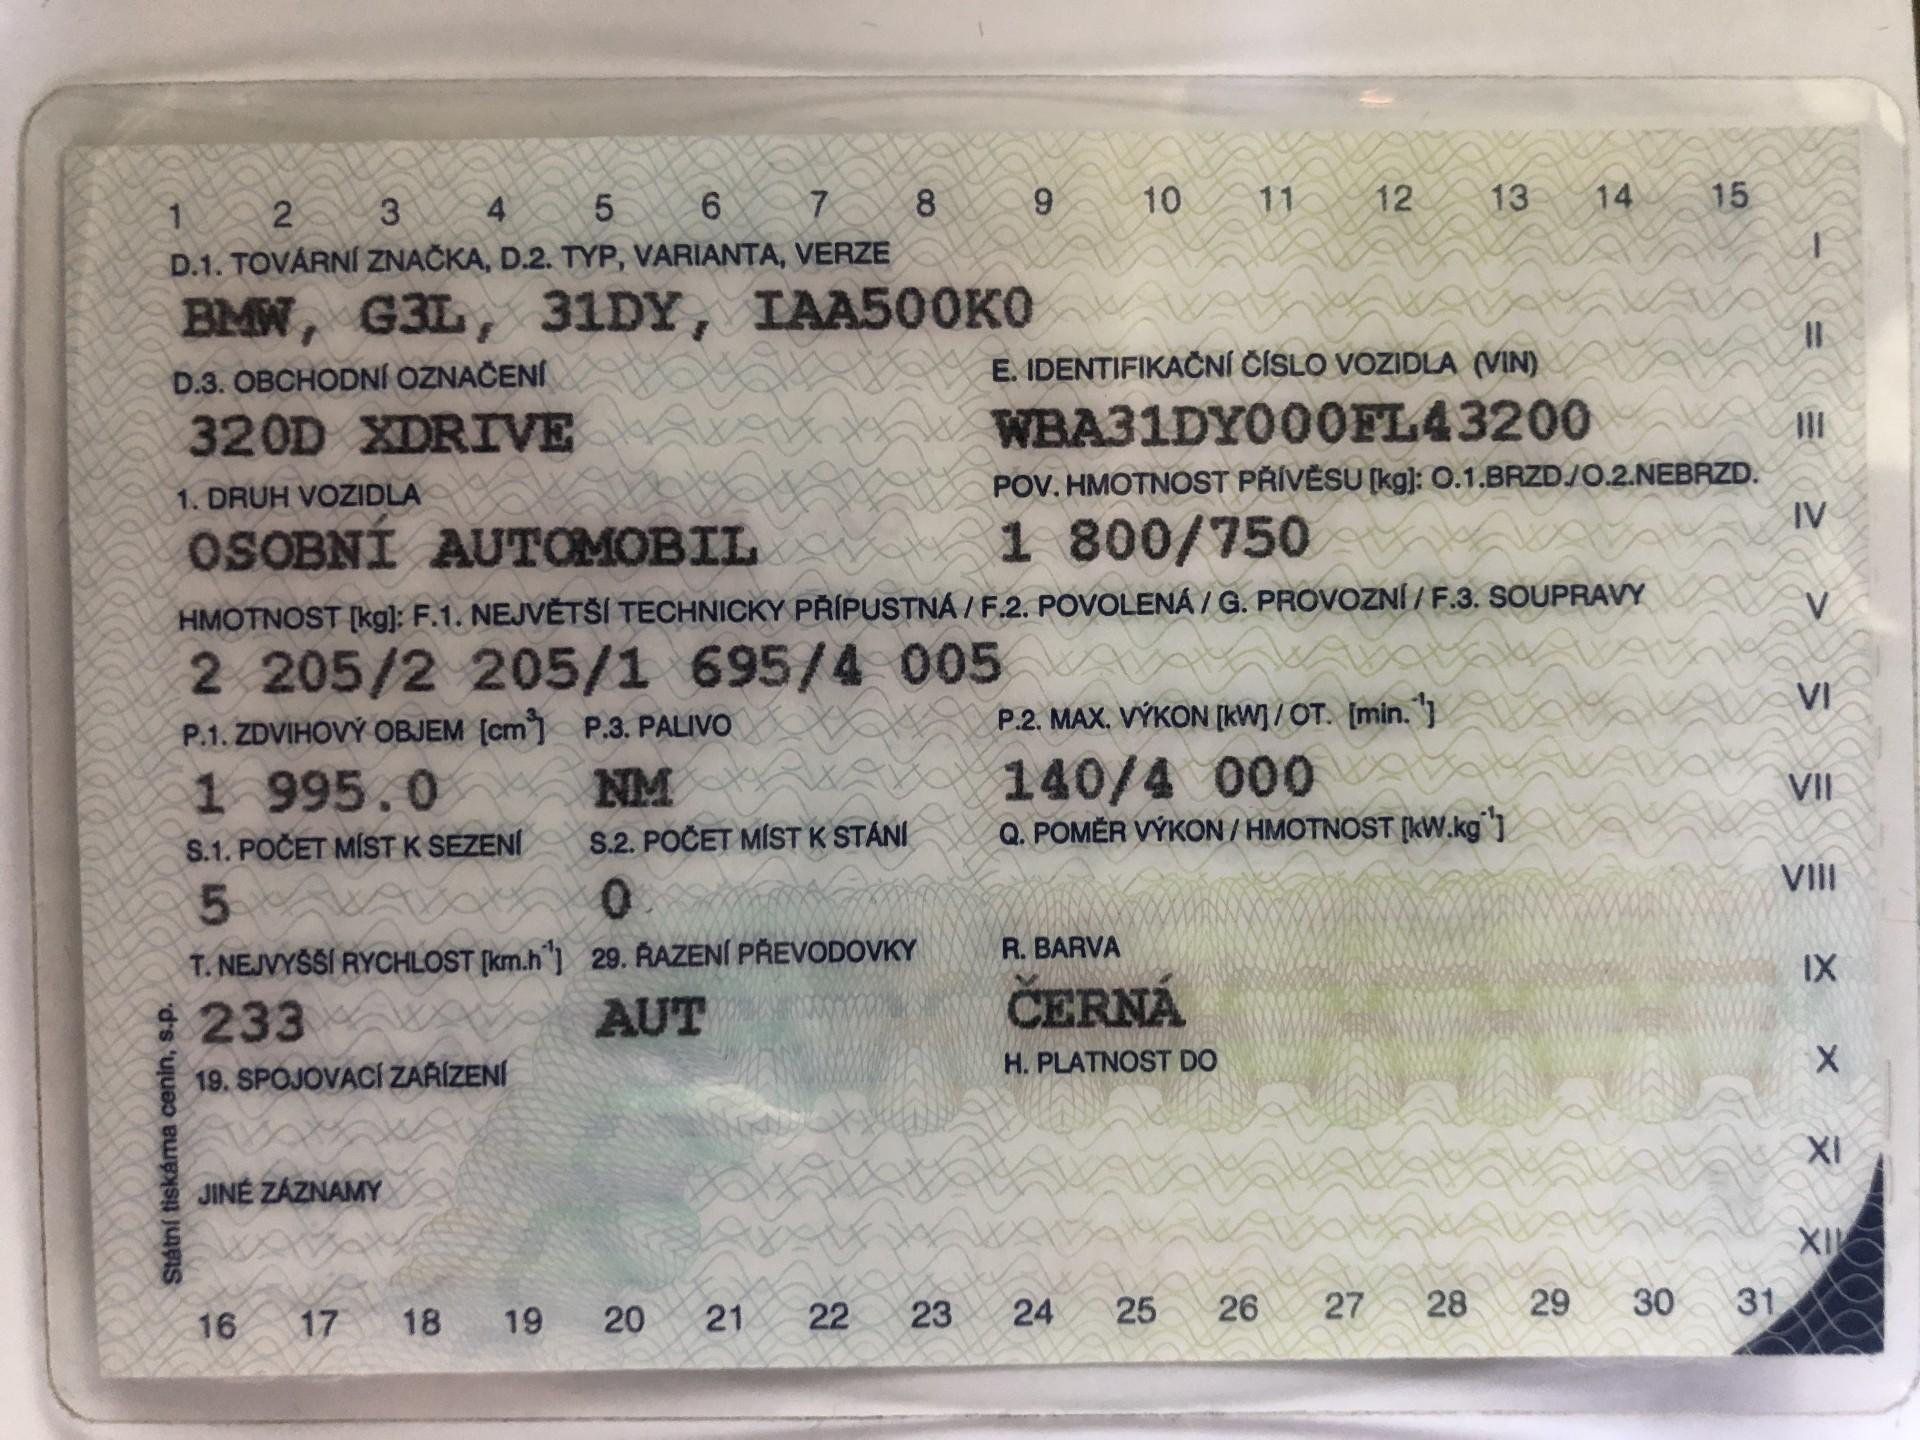 1 2 3 4 5 6 7 8 9 10 11 12 13 14 15
D.1. TOVÁRNÍ ZNAČKA, D.2. TYP, VARIANTA, VERZE
I
BMW, G3L, 31DY, IAA500K0
II
D.3. OBCHODNÍ OZNAČENÍ E. IDENTIFIKAČNÍ ČÍSLO VOZIDLA (VIN)
320D XDRIVE WBA31DY000FL43200
III
1. DRUH VOZIDLA POV. HMOTNOST PŘÍVĚSU [kg]: O.1.BRZD./O.2.NEBRZD.
OSOBNÍ AUTOMOBIL 1 800/750
IV
HMOTNOST [kg]: F.1. NEJVĚTŠÍ TECHNICKY PŘÍPUSTNÁ / F.2. POVOLENÁ / G. PROVOZNÍ / F.3. SOUPRAVY
V
2 205/2 205/1 695/4 005
VI
P.1. ZDVIHOVÝ OBJEM [cm³] P.3. PALIVO P.2. MAX. VÝKON [kW] / OT. [min.⁻¹]
1 995.0 NM 140/4 000
VII
S.1. POČET MÍST K SEZENÍ S.2. POČET MÍST K STÁNÍ Q. POMĚR VÝKON / HMOTNOST [kW.kg⁻¹]
VIII
5 0
T. NEJVYŠŠÍ RYCHLOST [km.h⁻¹] 29. ŘAZENÍ PŘEVODOVKY R. BARVA
IX
233 AUT ČERNÁ
19. SPOJOVACÍ ZAŘÍZENÍ H. PLATNOST DO
X
XI
JINÉ ZÁZNAMY
XII
16 17 18 19 20 21 22 23 24 25 26 27 28 29 30 31
Státní tiskárna cenin, s.p.